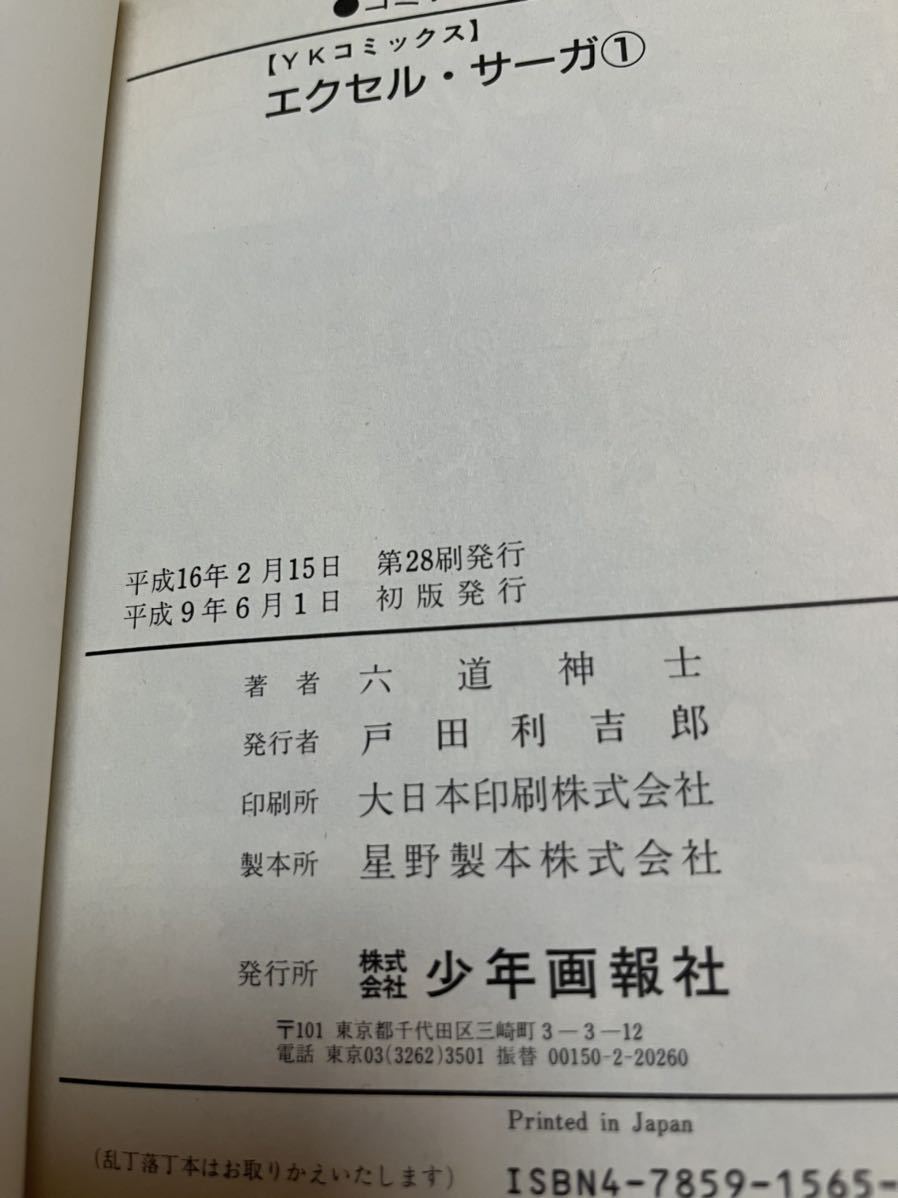 【YKコミックス】
エクセル・サーガ①
平成16年2月15日 第28刷発行
平成9年6月1日 初版発行
著者 六道神士
発行者 戸田利吉郎
印刷所 大日本印刷株式会社
製本所 星野製本株式会社
発行所 株式会社 少年画報社
〒101 東京都千代田区三崎町3-3-12
電話 東京03(3262)3501 振替 00150-2-20260
Printed in Japan
(乱丁落丁本はお取りかえいたします)
ISBN4-7859-1565-